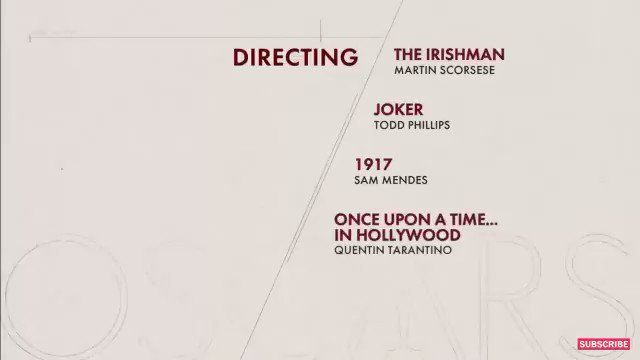 DIRECTING
THE IRISHMAN
MARTIN SCORSESE
JOKER
TODD PHILLIPS
1917
SAM MENDES
ONCE UPON A TIME...
IN HOLLYWOOD
QUENTIN TARANTINO
OSCARS
SUBSCRIBE